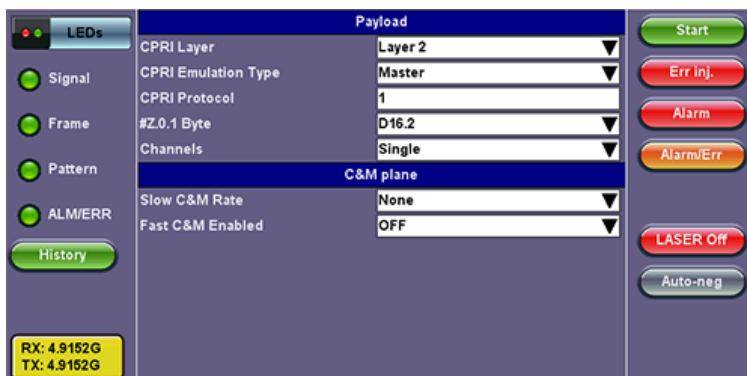 LEDs
Signal
Frame
Pattern
ALM/ERR
History
RX: 4.9152G
TX: 4.9152G
Payload
CPRI Layer Layer 2
CPRI Emulation Type Master
CPRI Protocol 1
#Z.0.1 Byte D16.2
Channels Single
C&M plane
Slow C&M Rate None
Fast C&M Enabled OFF
Start
Err inj.
Alarm
Alarm/Err
LASER Off
Auto-neg